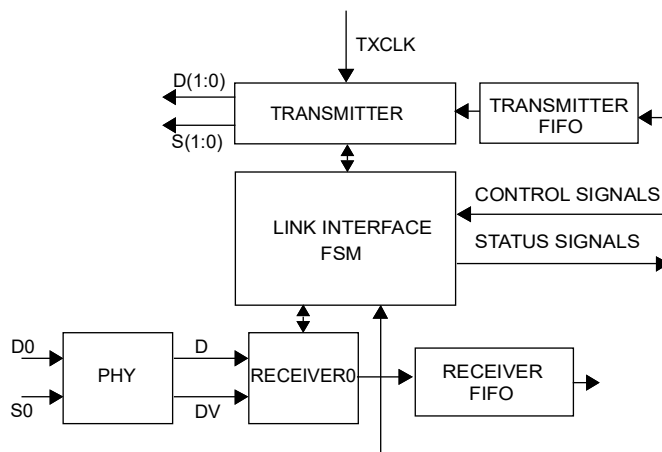 TXCLK
D(1:0)
S(1:0)
TRANSMITTER
TRANSMITTER
FIFO
LINK INTERFACE
FSM
CONTROL SIGNALS
STATUS SIGNALS
D0
S0
PHY
D
DV
RECEIVER0
RECEIVER
FIFO